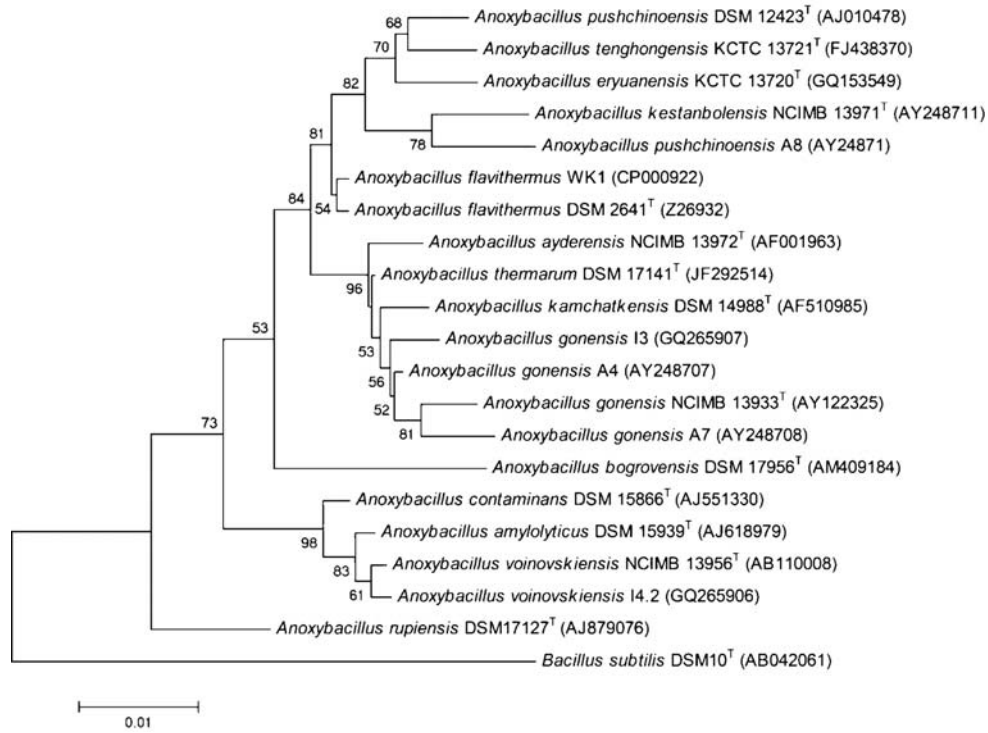 Anoxybacillus pushchinoensis DSM 12423T (AJ010478)
68
Anoxybacillus tenghongensis KCTC 13721T (FJ438370)
70
Anoxybacillus eryuanensis KCTC 13720T (GQ153549)
82
Anoxybacillus kestanbolensis NCIMB 13971T (AY248711)
81
78
Anoxybacillus pushchinoensis A8 (AY24871)
Anoxybacillus flavithermus WK1 (CP000922)
84
54
Anoxybacillus flavithermus DSM 2641T (Z26932)
Anoxybacillus ayderensis NCIMB 13972T (AF001963)
Anoxybacillus thermarum DSM 17141T (JF292514)
96
Anoxybacillus kamchatkensis DSM 14988T (AF510985)
53
Anoxybacillus gonensis I3 (GQ265907)
53
Anoxybacillus gonensis A4 (AY248707)
56
Anoxybacillus gonensis NCIMB 13933T (AY122325)
52
73
81
Anoxybacillus gonensis A7 (AY248708)
Anoxybacillus bogrovensis DSM 17956T (AM409184)
Anoxybacillus contaminans DSM 15866T (AJ551330)
Anoxybacillus amylolyticus DSM 15939T (AJ618979)
98
Anoxybacillus voinovskiensis NCIMB 13956T (AB110008)
83
61
Anoxybacillus voinovskiensis I4.2 (GQ265906)
Anoxybacillus rupiensis DSM17127T (AJ879076)
Bacillus subtilis DSM10T (AB042061)
0.01